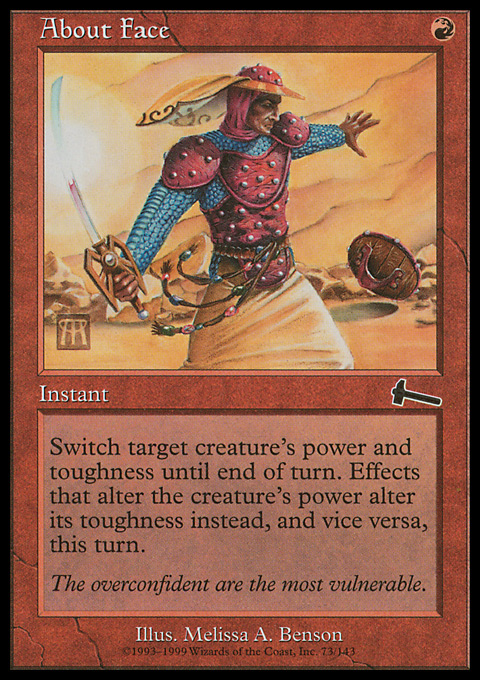 About Face
Instant
Switch target creature's power and
toughness until end of turn. Effects
that alter the creature's power alter
its toughness instead, and vice versa,
this turn.
The overconfident are the most vulnerable.
Illus. Melissa A. Benson
©1993–1999 Wizards of the Coast, Inc. 73/143